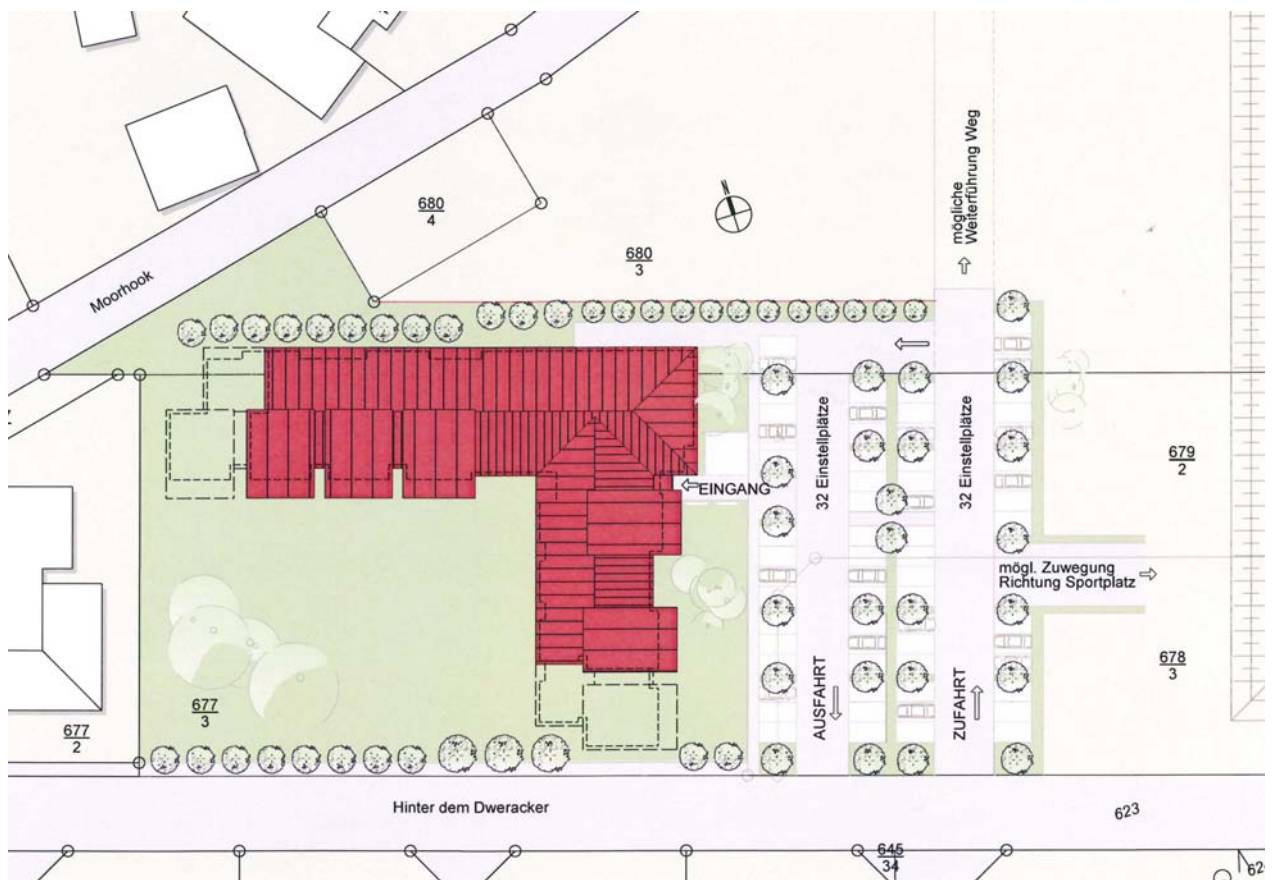 680
4
N
mögliche
Weiterführung Weg
680
3
Moorhook
32 Einstellplätze
32 Einstellplätze
679
2
EINGANG
mögl. Zuwegung
Richtung Sportplatz
678
3
AUSFAHRT
ZUFAHRT
677
3
677
2
Hinter dem Dweracker
623
645
34